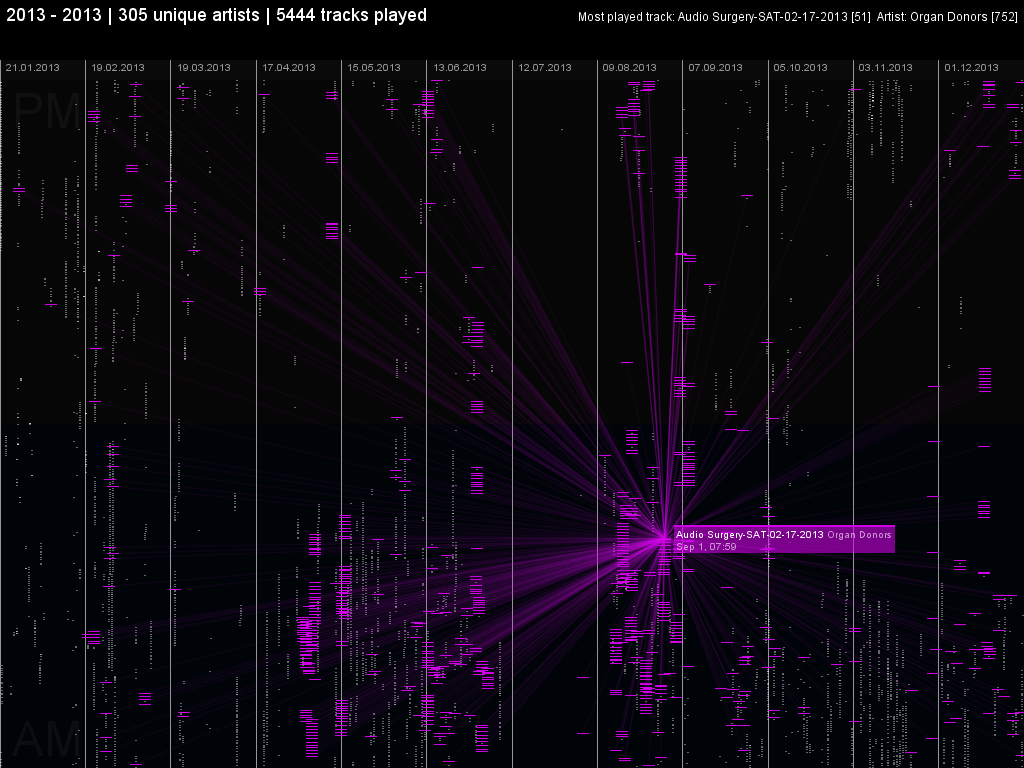 2013 - 2013 | 305 unique artists | 5444 tracks played
Most played track: Audio Surgery-SAT-02-17-2013 [51] Artist: Organ Donors [752]
21.01.2013 19.02.2013 19.03.2013 17.04.2013 15.05.2013 13.06.2013 12.07.2013 09.08.2013 07.09.2013 05.10.2013 03.11.2013 01.12.2013
PM
Audio Surgery-SAT-02-17-2013 Organ Donors
Sep 1, 07:59
AM